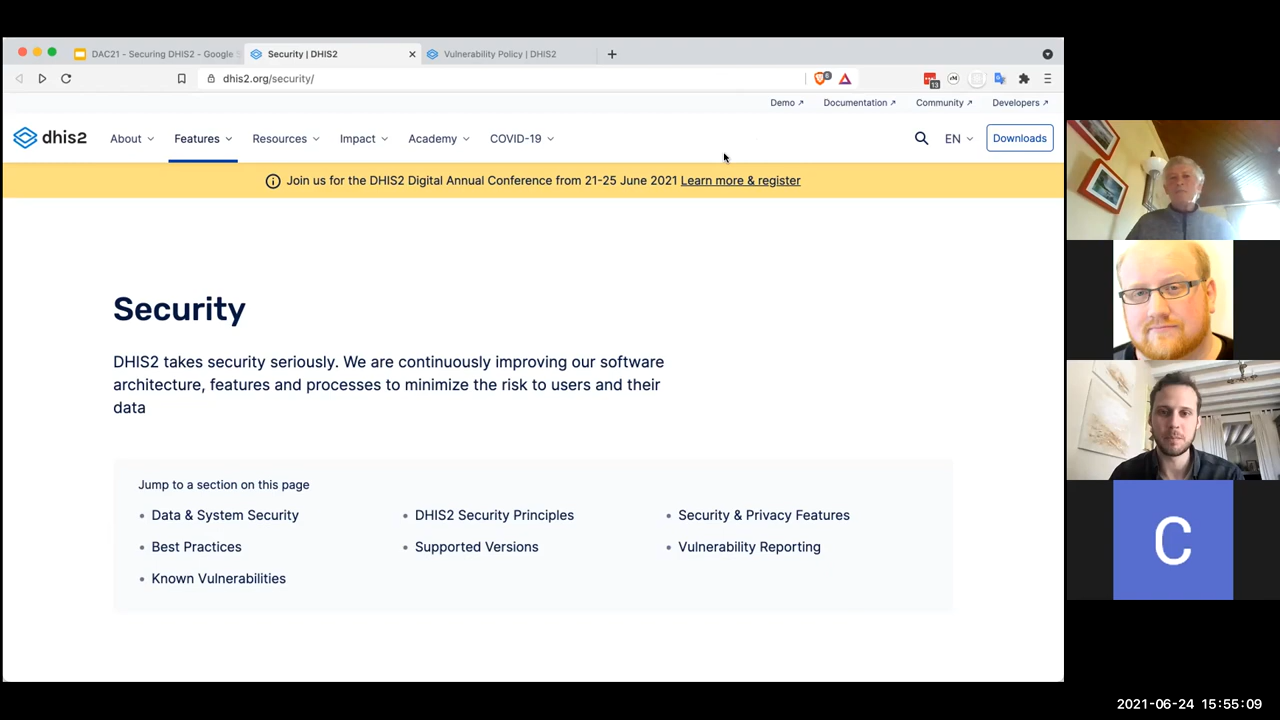 DAC21 - Securing DHIS2 - Google
Security | DHIS2
Vulnerability Policy | DHIS2
dhis2.org/security/
8
13
Demo
Documentation
Community
Developers
dhis2
About
Features
Resources
Impact
Academy
COVID-19
EN
Downloads
Join us for the DHIS2 Digital Annual Conference from 21-25 June 2021 Learn more & register
Security
DHIS2 takes security seriously. We are continuously improving our software
architecture, features and processes to minimize the risk to users and their
data
Jump to a section on this page
Data & System Security
DHIS2 Security Principles
Security & Privacy Features
Best Practices
Supported Versions
Vulnerability Reporting
Known Vulnerabilities
C
2021-06-24 15:55:09